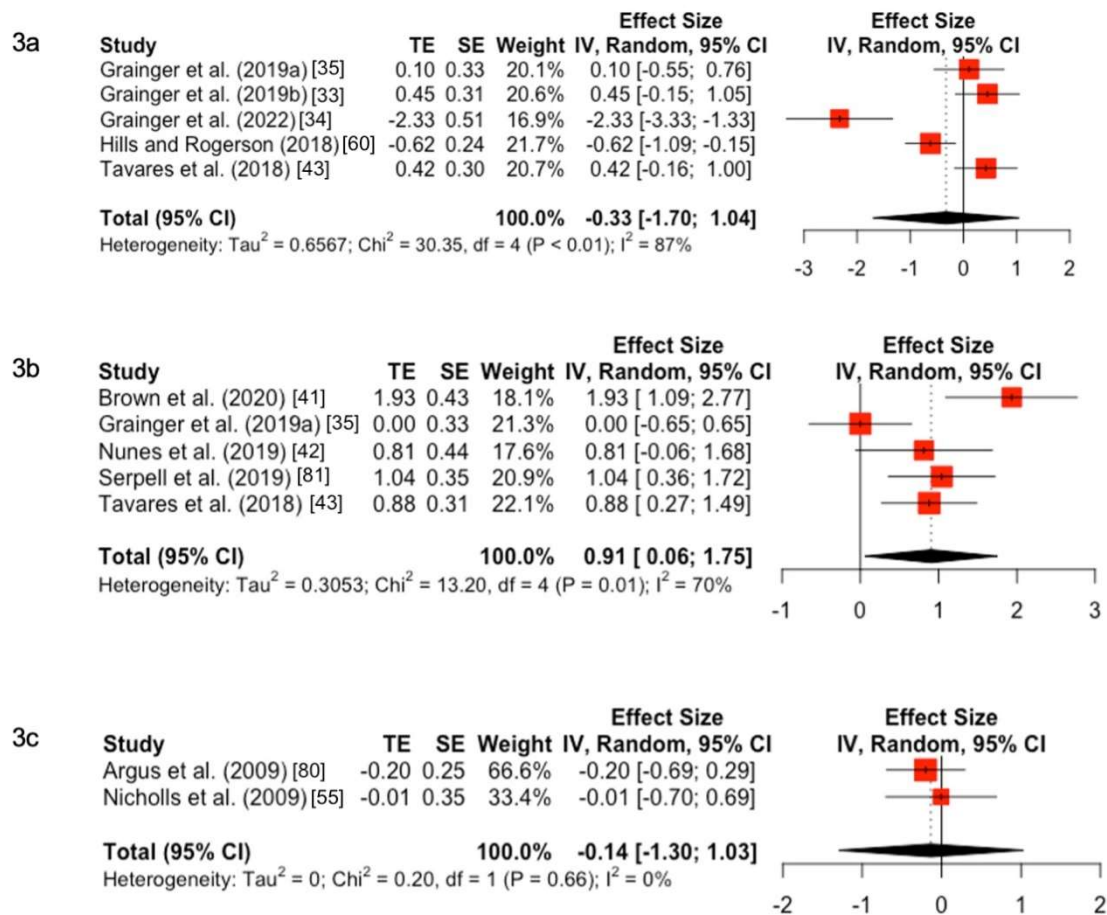 3a
Effect Size Effect Size
Study TE SE Weight IV, Random, 95% CI IV, Random, 95% CI
Grainger et al. (2019a) [35] 0.10 0.33 20.1% 0.10 [-0.55; 0.76]
Grainger et al. (2019b) [33] 0.45 0.31 20.6% 0.45 [-0.15; 1.05]
Grainger et al. (2022) [34] -2.33 0.51 16.9% -2.33 [-3.33; -1.33]
Hills and Rogerson (2018) [60] -0.62 0.24 21.7% -0.62 [-1.09; -0.15]
Tavares et al. (2018) [43] 0.42 0.30 20.7% 0.42 [-0.16; 1.00]
Total (95% CI) 100.0% -0.33 [-1.70; 1.04]
Heterogeneity: Tau² = 0.6567; Chi² = 30.35, df = 4 (P < 0.01); I² = 87%
-3 -2 -1 0 1 2
3b
Effect Size Effect Size
Study TE SE Weight IV, Random, 95% CI IV, Random, 95% CI
Brown et al. (2020) [41] 1.93 0.43 18.1% 1.93 [ 1.09; 2.77]
Grainger et al. (2019a) [35] 0.00 0.33 21.3% 0.00 [-0.65; 0.65]
Nunes et al. (2019) [42] 0.81 0.44 17.6% 0.81 [-0.06; 1.68]
Serpell et al. (2019) [81] 1.04 0.35 20.9% 1.04 [ 0.36; 1.72]
Tavares et al. (2018) [43] 0.88 0.31 22.1% 0.88 [ 0.27; 1.49]
Total (95% CI) 100.0% 0.91 [ 0.06; 1.75]
Heterogeneity: Tau² = 0.3053; Chi² = 13.20, df = 4 (P = 0.01); I² = 70%
-1 0 1 2 3
3c
Effect Size Effect Size
Study TE SE Weight IV, Random, 95% CI IV, Random, 95% CI
Argus et al. (2009) [80] -0.20 0.25 66.6% -0.20 [-0.69; 0.29]
Nicholls et al. (2009) [55] -0.01 0.35 33.4% -0.01 [-0.70; 0.69]
Total (95% CI) 100.0% -0.14 [-1.30; 1.03]
Heterogeneity: Tau² = 0; Chi² = 0.20, df = 1 (P = 0.66); I² = 0%
-2 -1 0 1 2